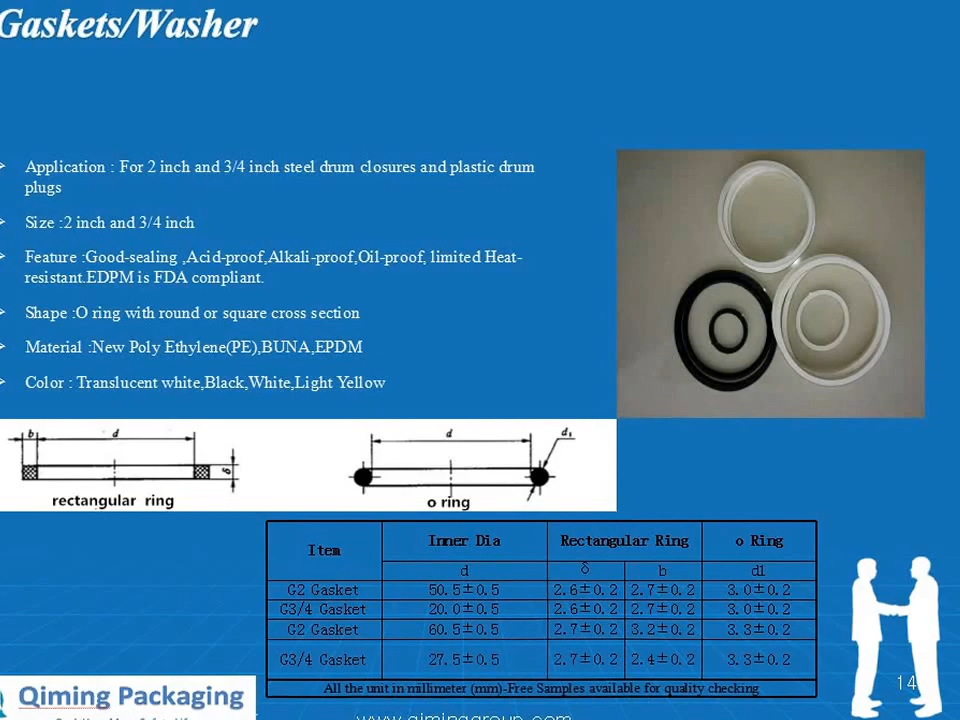 Gaskets/Washer
Application : For 2 inch and 3/4 inch steel drum closures and plastic drum
plugs
Size :2 inch and 3/4 inch
Feature :Good-sealing ,Acid-proof,Alkali-proof,Oil-proof, limited Heat-
resistant.EDPM is FDA compliant.
Shape :O ring with round or square cross section
Material :New Poly Ethylene(PE),BUNA,EPDM
Color : Translucent white,Black,White,Light Yellow
b d δ d d1
rectangular ring o ring
Item Inner Dia Rectangular Ring o Ring
d δ b d1
G2 Gasket 50.5±0.5 2.6±0.2 2.7±0.2 3.0±0.2
G3/4 Gasket 20.0±0.5 2.6±0.2 2.7±0.2 3.0±0.2
G2 Gasket 60.5±0.5 2.7±0.2 3.2±0.2 3.3±0.2
G3/4 Gasket 27.5±0.5 2.7±0.2 2.4±0.2 3.3±0.2
All the unit in millimeter (mm)-Free Samples available for quality checking
14
Qiming Packaging
www.qiminggroup.com